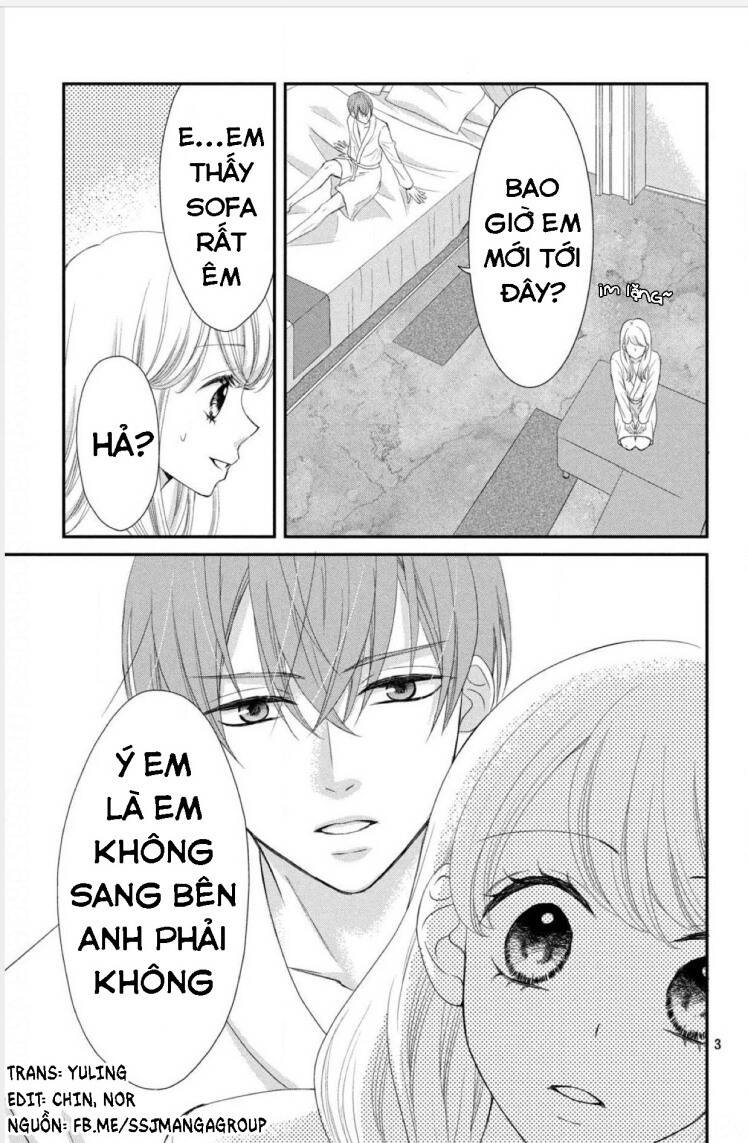 BAO
GIỜ EM
MỚI TỚI
ĐÂY?
im lặng~
E...EM
THẤY
SOFA
RẤT
ÊM
HẢ?
Ý EM
LÀ EM
KHÔNG
SANG BÊN
ANH PHẢI
KHÔNG
3
TRANS: YULING
EDIT: CHIN, NOR
NGUỒN: FB.ME/SSJMANGAGROUP